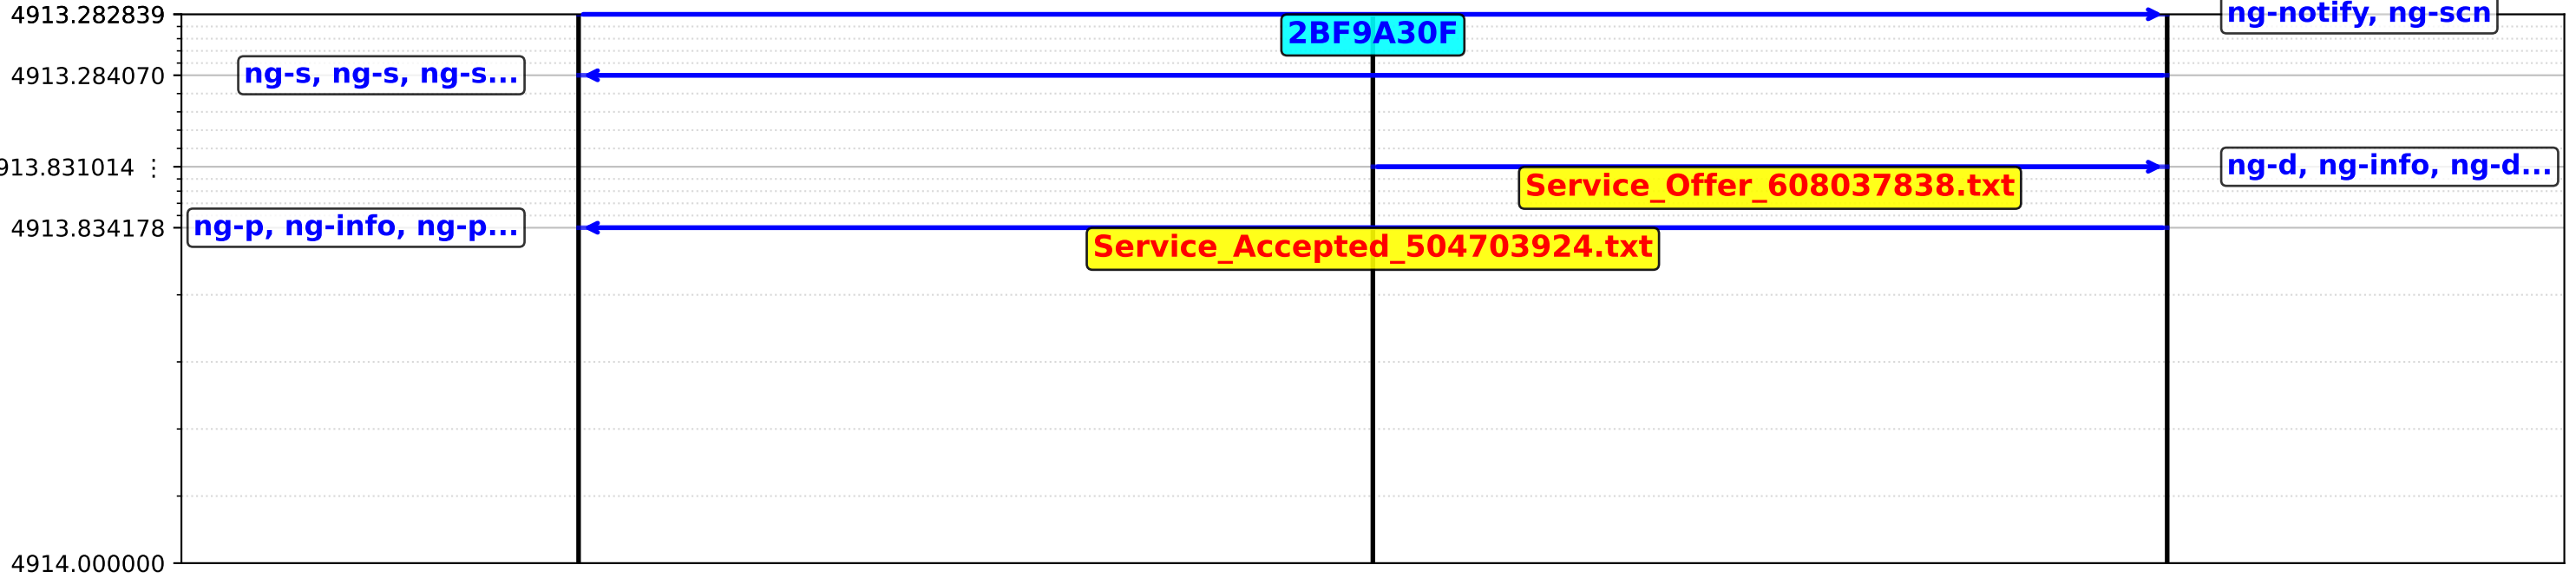 4913.282839
ng-notify, ng-scn
2BF9A30F
4913.284070
ng-s, ng-s, ng-s...
913.831014 ⋮
ng-d, ng-info, ng-d...
Service_Offer_608037838.txt
4913.834178
ng-p, ng-info, ng-p...
Service_Accepted_504703924.txt
4914.000000